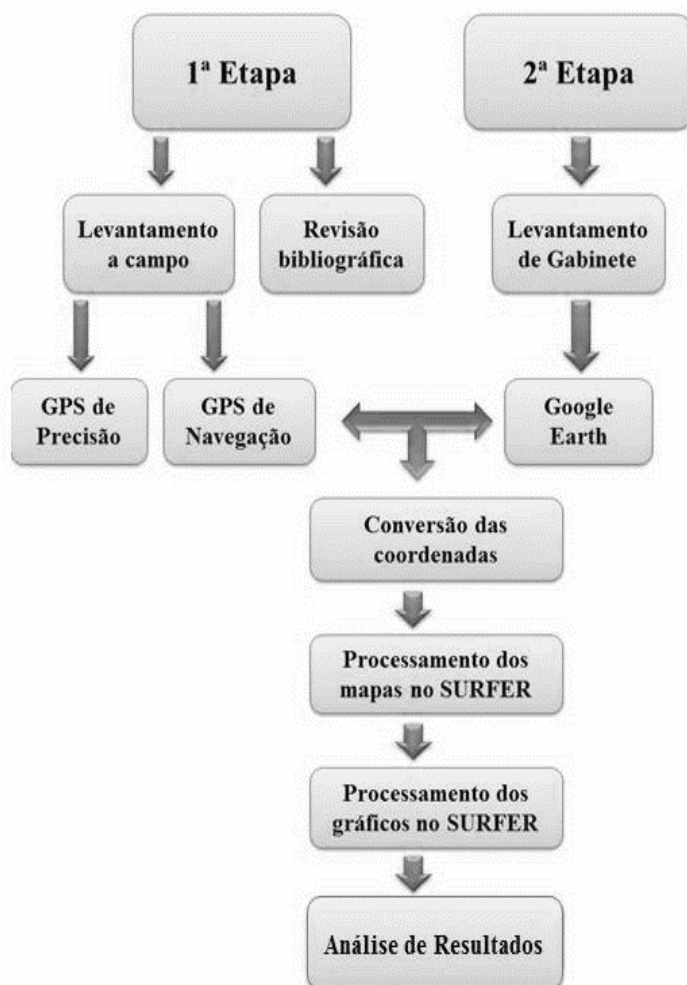 1ª Etapa
2ª Etapa
Levantamento
a campo
Revisão
bibliográfica
Levantamento
de Gabinete
GPS de
Precisão
GPS de
Navegação
Google
Earth
Conversão das
coordenadas
Processamento dos
mapas no SURFER
Processamento dos
gráficos no SURFER
Análise de Resultados